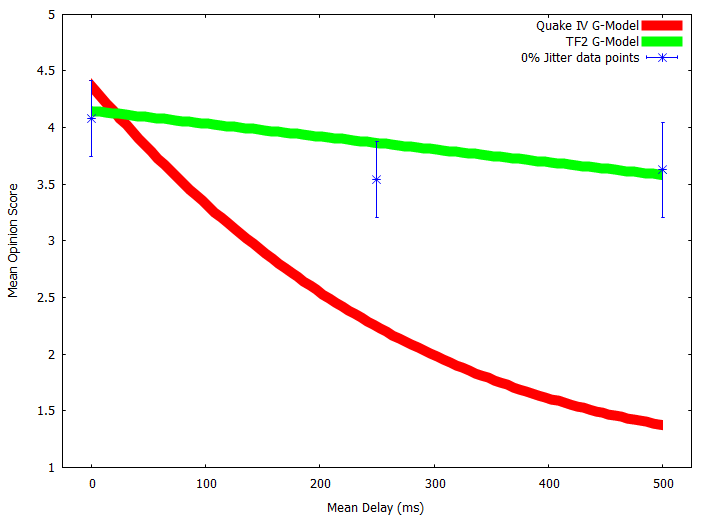 Quake IV G-Model
TF2 G-Model
0% Jitter data points
5
4.5
4
3.5
3
2.5
2
1.5
1
Mean Opinion Score
0 100 200 300 400 500
Mean Delay (ms)